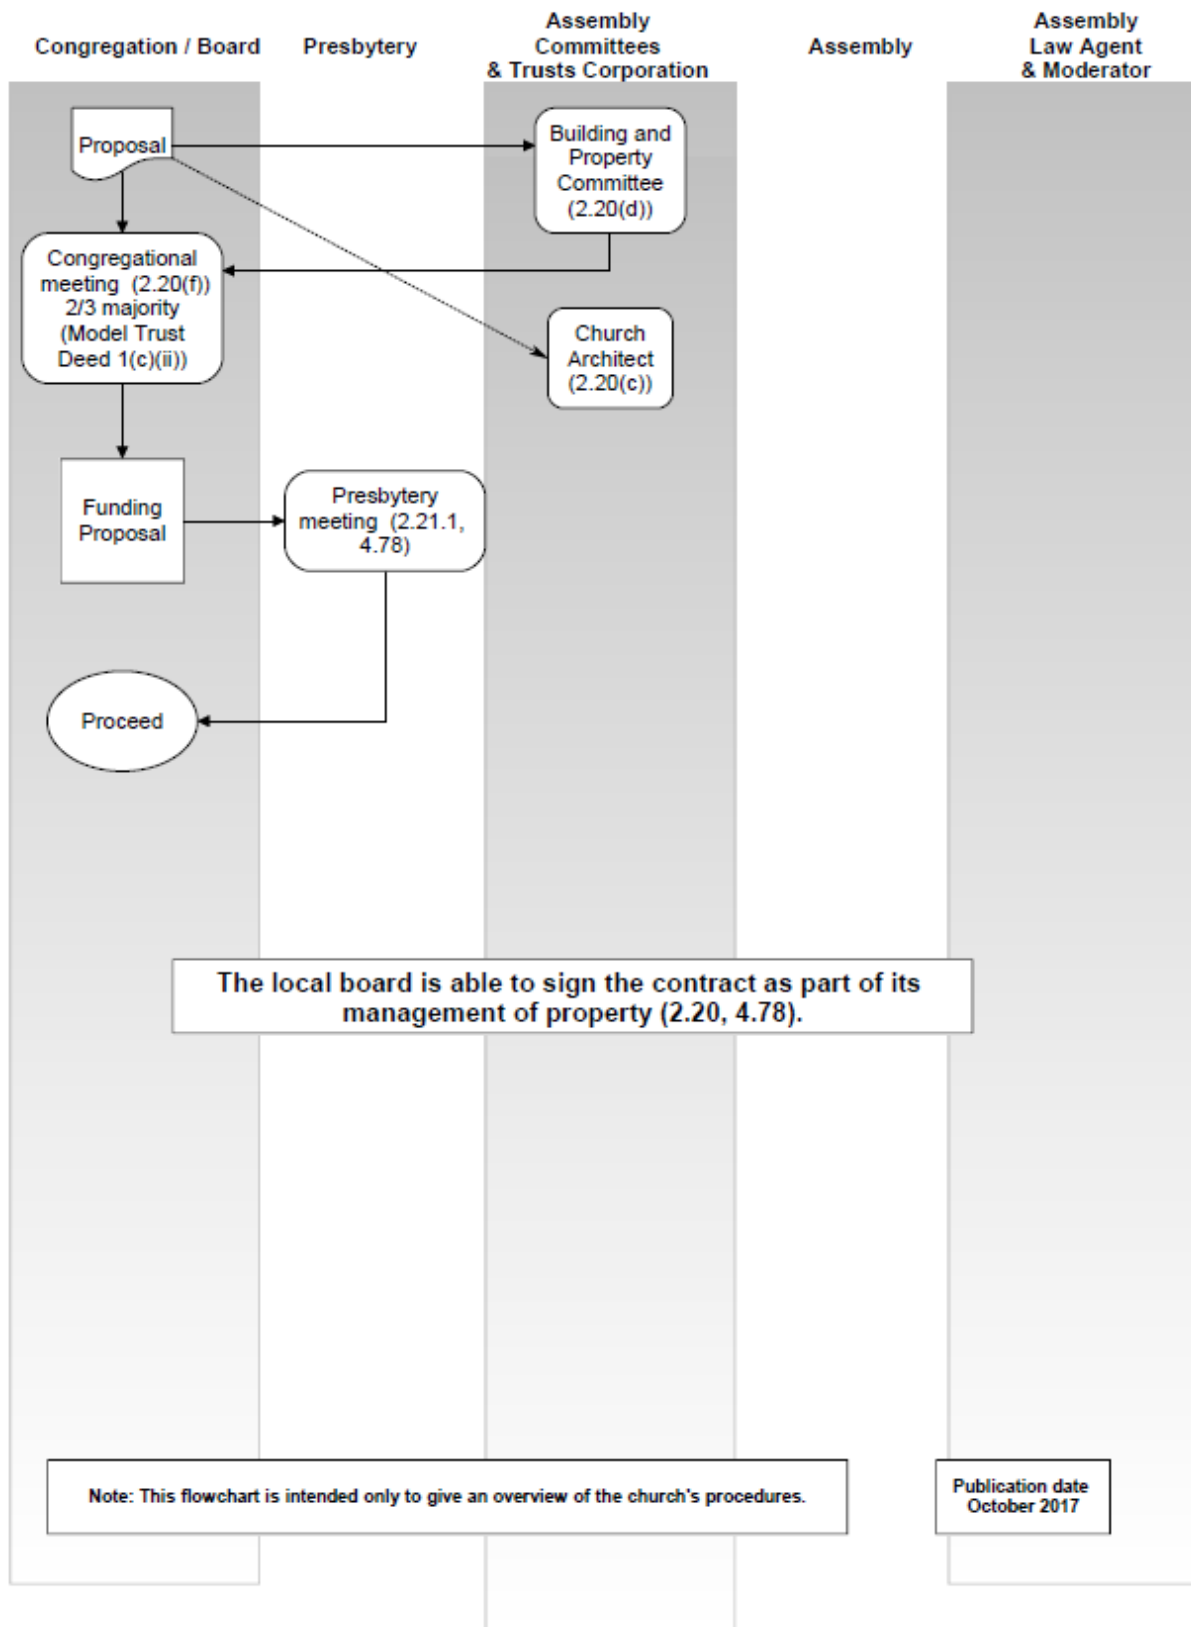 Congregation / Board
Presbytery
Assembly
Committees
& Trusts Corporation
Assembly
Assembly
Law Agent
& Moderator
Proposal
Building and
Property
Committee
(2.20(d))
Congregational
meeting (2.20(f))
2/3 majority
(Model Trust
Deed 1(c)(ii))
Church
Architect
(2.20(c))
Funding
Proposal
Presbytery
meeting (2.21.1,
4.78)
Proceed
The local board is able to sign the contract as part of its
management of property (2.20, 4.78).
Note: This flowchart is intended only to give an overview of the church's procedures.
Publication date
October 2017